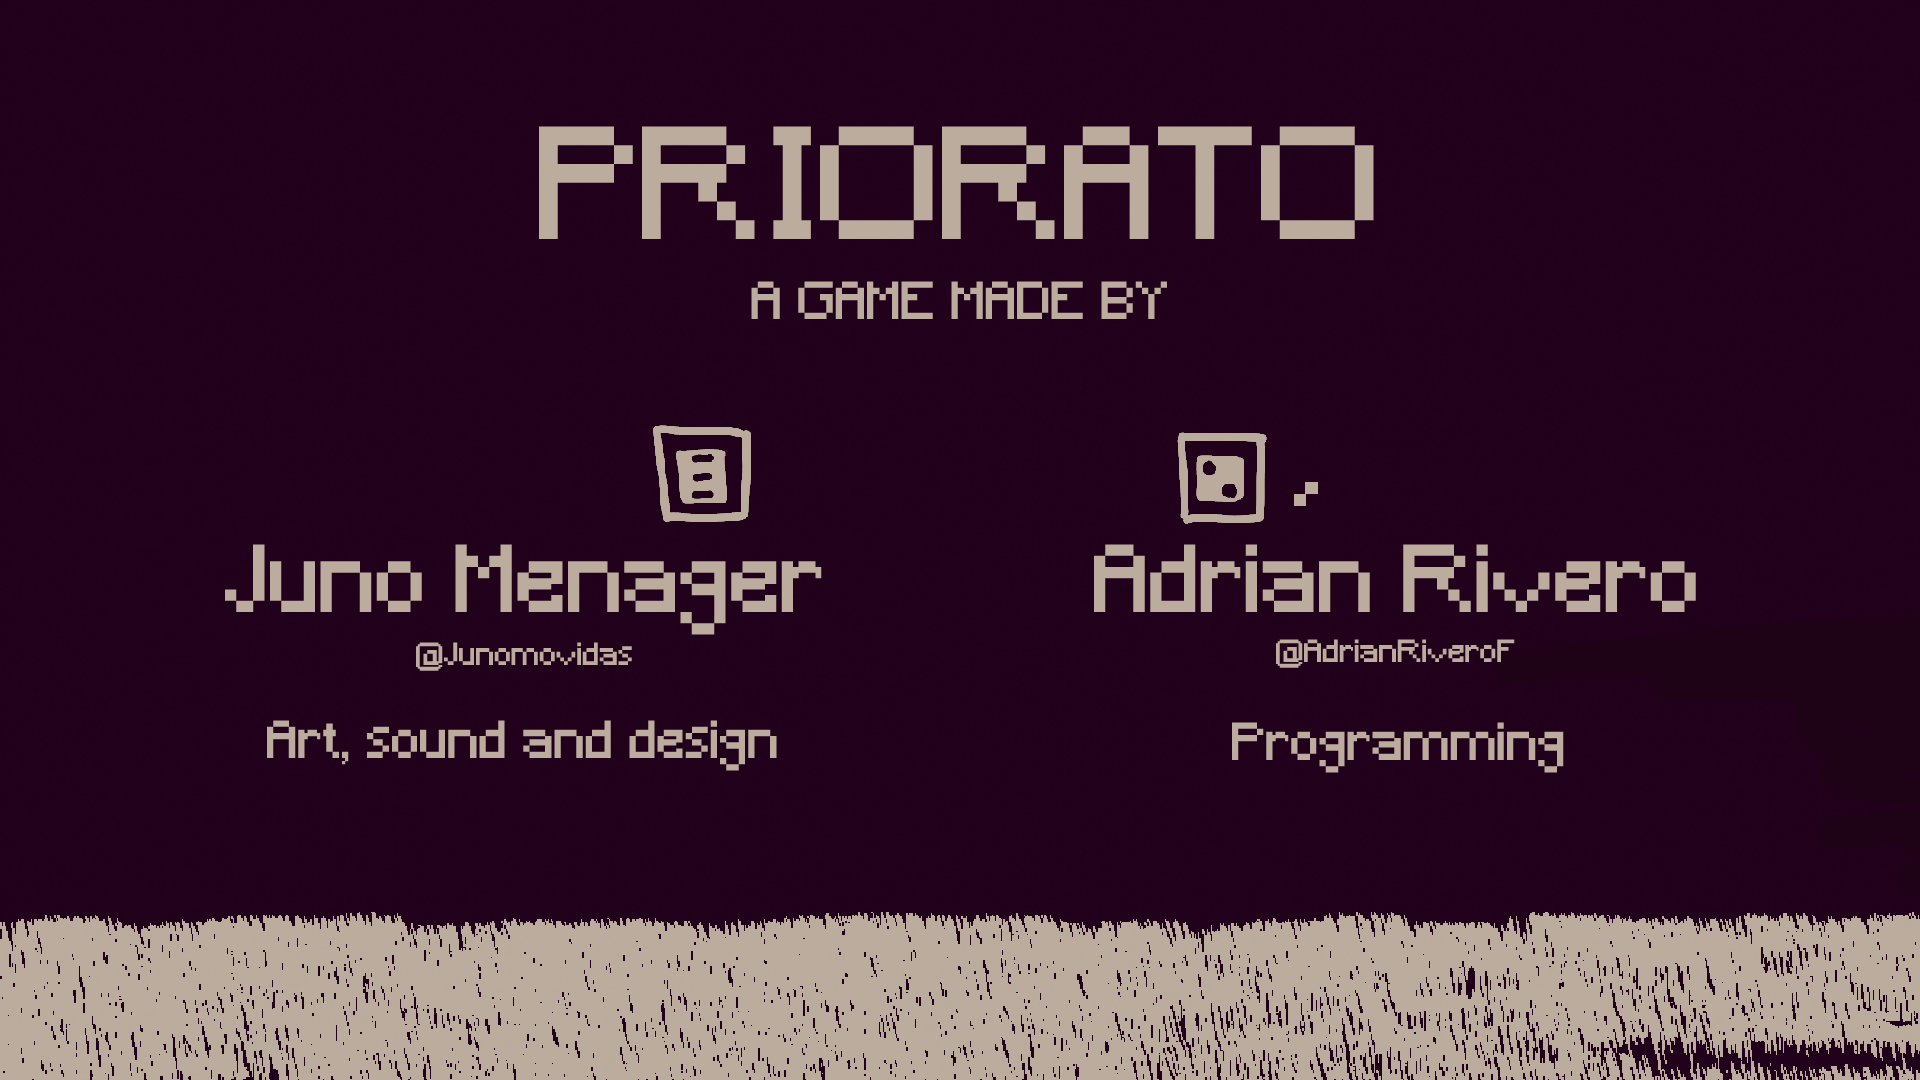 PRIORATO
A GAME MADE BY
Juno Menager
@Junomovidas
Art, sound and design
Adrian Rivero
@AdrianRiveroF
Programming